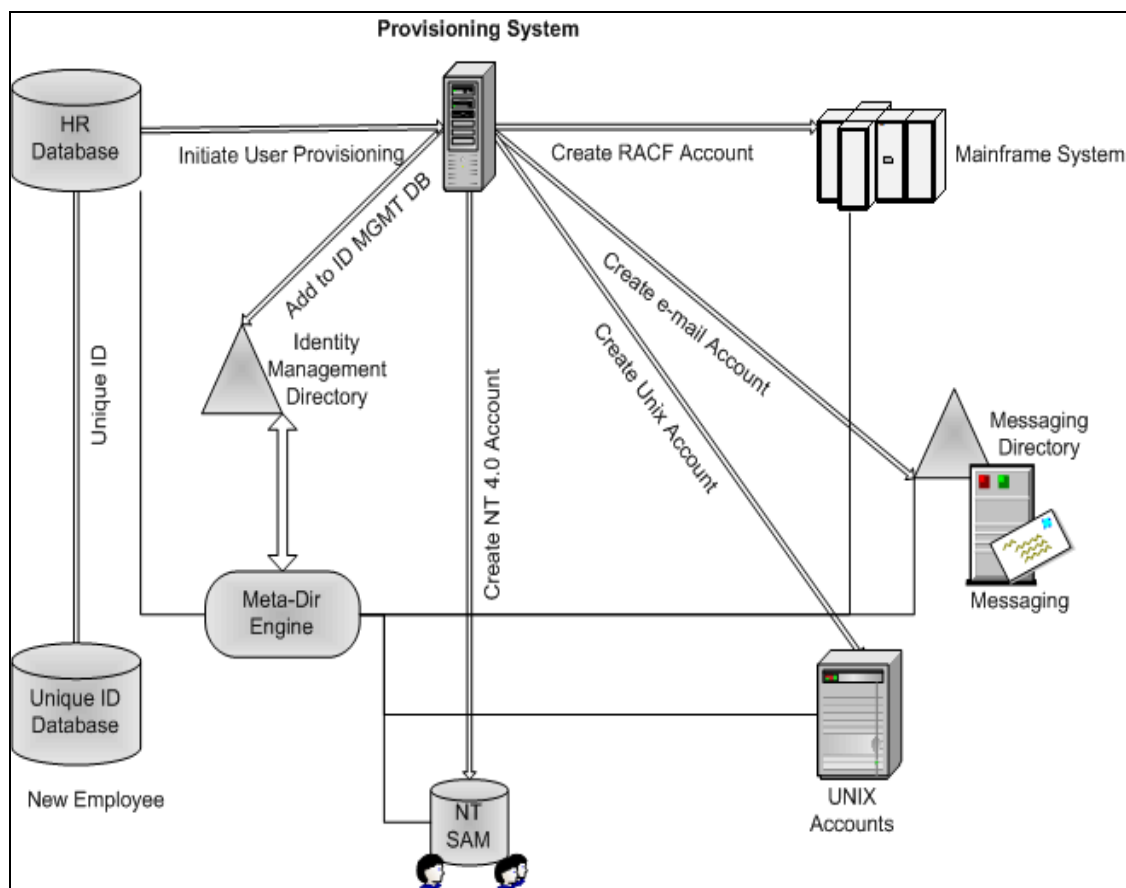 Provisioning System
HR
Database
Initiate User Provisioning
Create RACF Account
Mainframe System
Add to ID MGMT DB
Create e-mail Account
Create Unix Account
Identity
Management
Directory
Unique ID
Create NT 4.0 Account
Messaging
Directory
Meta-Dir
Engine
Messaging
Unique ID
Database
New Employee
NT
SAM
UNIX
Accounts